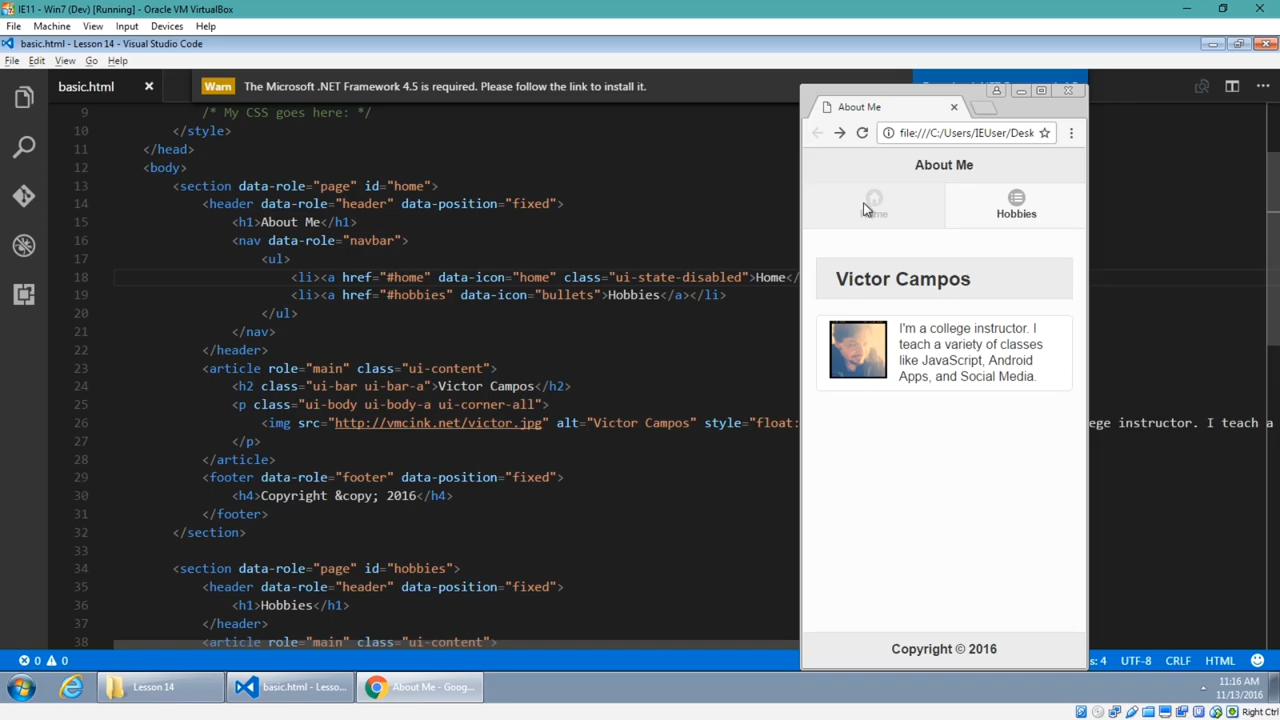 IE11 - Win7 (Dev) [Running] - Oracle VM VirtualBox
File Machine View Input Devices Help
basic.html - Lesson 14 - Visual Studio Code
File Edit View Go Help
basic.html
Warn The Microsoft .NET Framework 4.5 is required. Please follow the link to install it.
9 /* My CSS goes here: */
10 </style>
11 </head>
12 <body>
13 <section data-role="page" id="home">
14 <header data-role="header" data-position="fixed">
15 <h1>About Me</h1>
16 <nav data-role="navbar">
17 <ul>
18 <li><a href="#home" data-icon="home" class="ui-state-disabled">Home</
19 <li><a href="#hobbies" data-icon="bullets">Hobbies</a></li>
20 </ul>
21 </nav>
22 </header>
23 <article role="main" class="ui-content">
24 <h2 class="ui-bar ui-bar-a">Victor Campos</h2>
25 <p class="ui-body ui-body-a ui-corner-all">
26 <img src="http://vmcink.net/victor.jpg" alt="Victor Campos" style="float: ege instructor. I teach a
27 </p>
28 </article>
29 <footer data-role="footer" data-position="fixed">
30 <h4>Copyright &copy; 2016</h4>
31 </footer>
32 </section>
33
34 <section data-role="page" id="hobbies">
35 <header data-role="header" data-position="fixed">
36 <h1>Hobbies</h1>
37 </header>
38 <article role="main" class="ui-content">
About Me
file:///C:/Users/IEUser/Desk
About Me
Home Hobbies
Victor Campos
I'm a college instructor. I
teach a variety of classes
like JavaScript, Android
Apps, and Social Media.
Copyright © 2016
0 0 s: 4 UTF-8 CRLF HTML
Lesson 14 basic.html - Lesso... About Me - Goog...
11:16 AM
11/13/2016
Right Ctrl